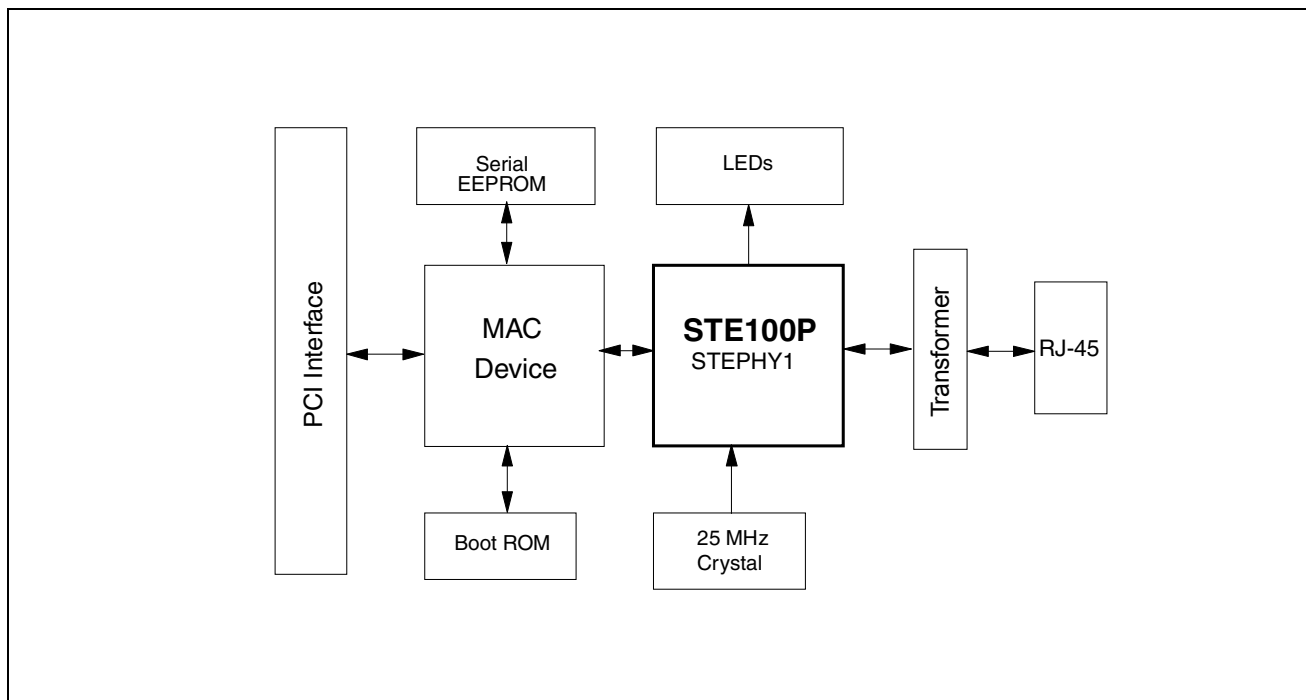 PCI Interface
Serial
EEPROM
LEDs
MAC
Device
STE100P
STEPHY1
Transformer
RJ-45
Boot ROM
25 MHz
Crystal